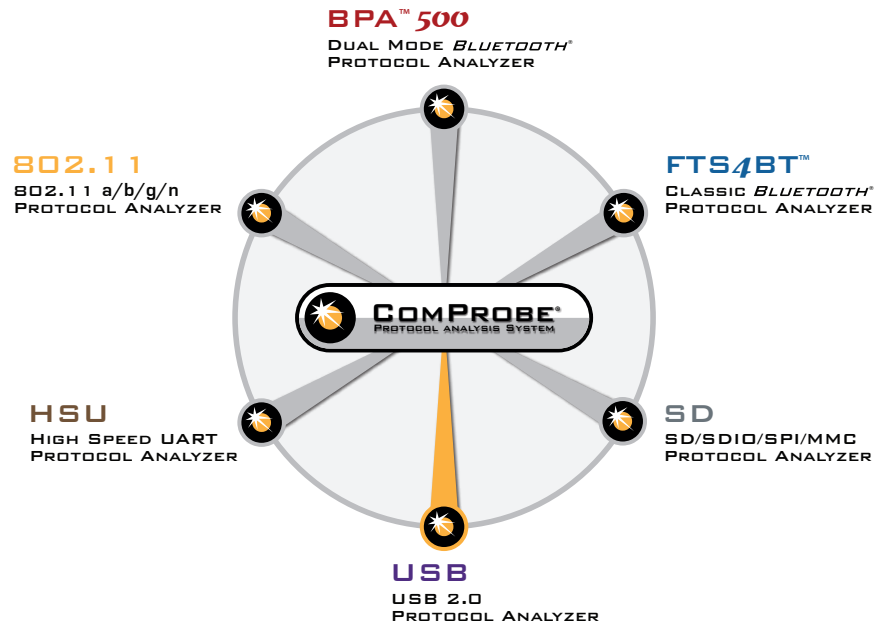 BPA™ 500
Dual Mode Bluetooth®
Protocol Analyzer
802.11
802.11 a/b/g/n
Protocol Analyzer
FTS4BT™
Classic Bluetooth®
Protocol Analyzer
ComProbe®
Protocol Analysis System
HSU
High Speed UART
Protocol Analyzer
SD
SD/SDIO/SPI/MMC
Protocol Analyzer
USB
USB 2.0
Protocol Analyzer